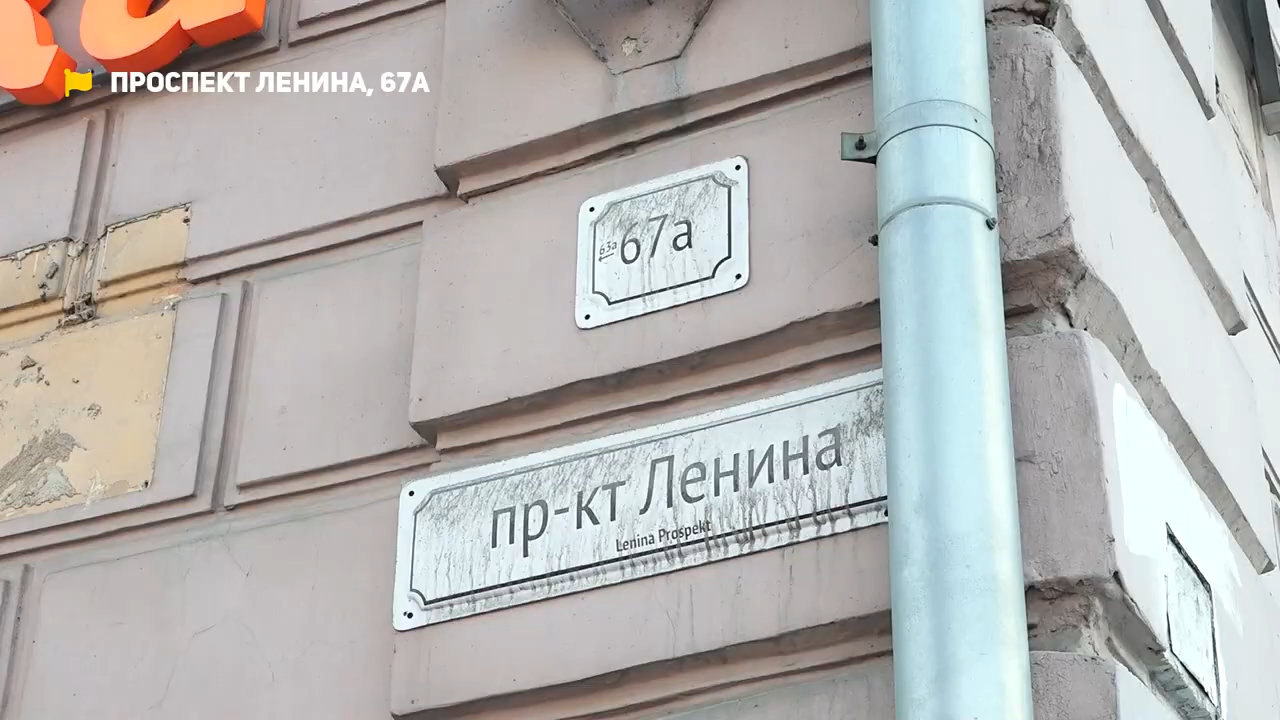 ПРОСПЕКТ ЛЕНИНА, 67А
63а
67а
пр-кт Ленина
Lenina Prospekt